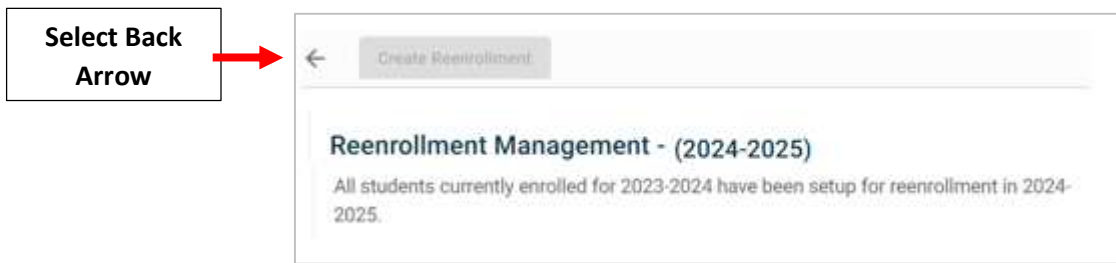 Select Back
Arrow
Create Reenrollment
Reenrollment Management - (2024-2025)
All students currently enrolled for 2023-2024 have been setup for reenrollment in 2024-
2025.